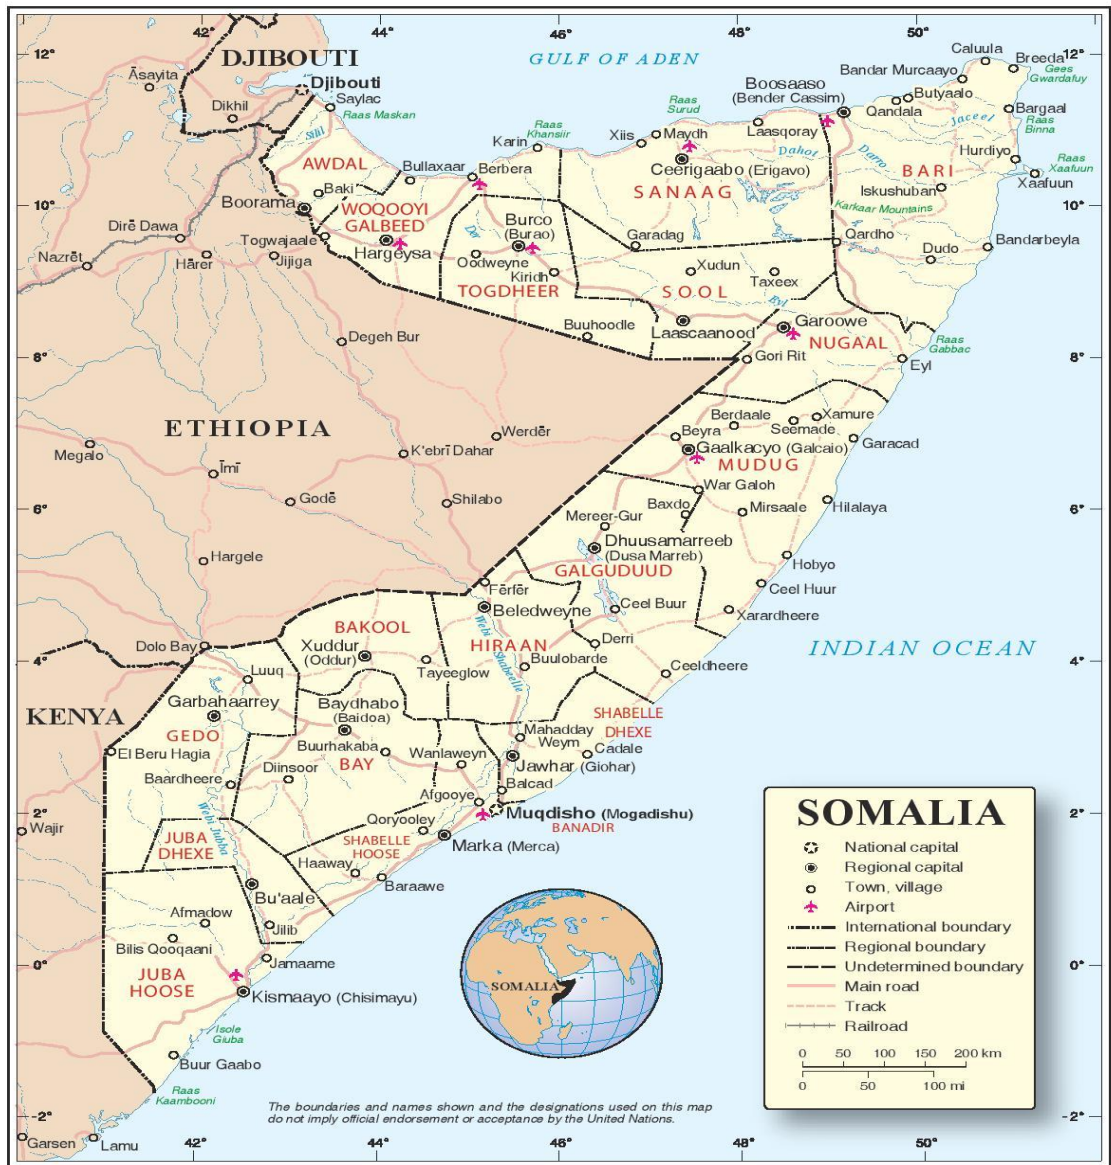 42°
44°
46°
48°
50°
12°
12°
DJIBOUTI
Āsayita
Djibouti
Dikhil
Saylac
Raas Maskan
GULF OF ADEN
Caluula
Breeda
Gees
Gwardafuy
Bandar Murcaayo
Boosaaso
(Bender Cassim)
Butyaalo
Qandala
Bargaal
Raas
Binna
Jaceel
Raas
Surud
Raas
Khansiir
Silil
Karin
Xiis
Maydh
Laasqoray
Hurdiyo
Raas
Xaafuun
Xaafuun
AWDAL
Bullaxaar
Berbera
Ceerigaabo (Erigavo)
Dahot
Durro
BARI
Baki
SANAAG
Iskushuban
Boorama
WOQOOYI
GALBEED
Karkaar Mountains
10°
10°
Burco
(Burao)
Dirē Dawa
Togwajaale
Hargeysa
Der
Garadag
Qardho
Bandarbeyla
Nazrēt
Hārer
Jijiga
Oodweyne
Kiridh
Xudun
Taxeex
Dudo
TOGDHEER
SOOL
Eyl
Buuhoodle
Laascaanood
Garoowe
NUGAAL
Raas
Gabbac
Degeh Bur
8°
8°
Gori Rit
Eyl
ETHIOPIA
Werdēr
Berdaale
Xamure
Seemade
Beyra
Garacad
Megalo
K'ebrī Dahar
Gaalkacyo (Galcaio)
MUDUG
Īmī
Godē
Shilabo
War Galoh
Baxdo
Mirsaale
Hilalaya
6°
6°
Mereer-Gur
Dhuusamarreeb
(Dusa Marreb)
Hargele
GALGUDUUD
Hobyo
Fērfēr
Ceel Huur
Beledweyne
Ceel Buur
Xarardheere
BAKOOL
Webi Shabeelle
HIRAAN
Derri
INDIAN OCEAN
Dolo Bay
Xuddur
(Oddur)
4°
4°
Luuq
Tayeeglow
Buulobarde
Ceeldheere
KENYA
Garbahaarrey
Baydhabo
(Baidoa)
SHABELLE
DHEXE
GEDO
Mahadday
Weym
El Beru Hagia
Buurhakaba
Wanlaweyn
Cadale
BAY
Jawhar (Giohar)
Baardheere
Diinsoor
Balcad
Afgooye
2°
2°
Webi Jubba
Muqdisho (Mogadishu)
BANADIR
Wajir
Qoryooley
JUBA
DHEXE
SHABELLE
HOOSE
Marka (Merca)
Haaway
Baraawe
Bu'aale
Afmadow
Jilib
Bilis Qooqaani
Jamaame
0°
0°
JUBA
HOOSE
Kismaayo (Chisimayu)
Isole
Giuba
Buur Gaabo
Raas
Kaambooni
SOMALIA
SOMALIA
National capital
Regional capital
Town, village
Airport
International boundary
Regional boundary
Undetermined boundary
Main road
Track
Railroad
0 50 100 150 200 km
0 50 100 mi
The boundaries and names shown and the designations used on this map
do not imply official endorsement or acceptance by the United Nations.
-2°
-2°
Garsen
Lamu
42°
44°
46°
48°
50°